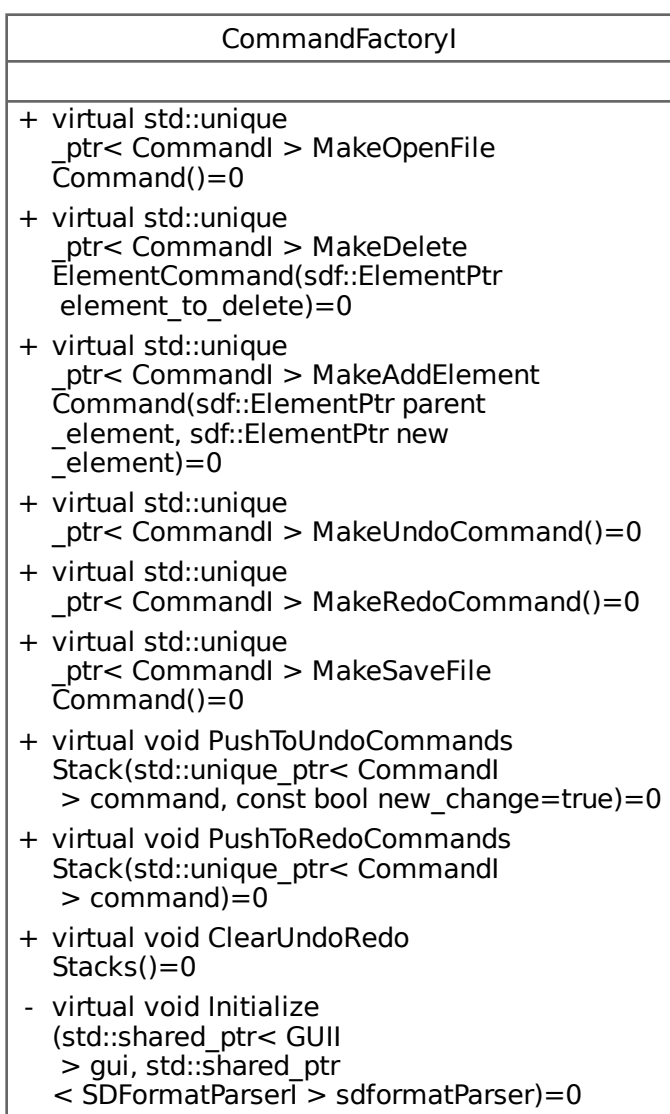 CommandFactoryI
+ virtual std::unique
_ptr< CommandI > MakeOpenFile
Command()=0
+ virtual std::unique
_ptr< CommandI > MakeDelete
ElementCommand(sdf::ElementPtr
element_to_delete)=0
+ virtual std::unique
_ptr< CommandI > MakeAddElement
Command(sdf::ElementPtr parent
_element, sdf::ElementPtr new
_element)=0
+ virtual std::unique
_ptr< CommandI > MakeUndoCommand()=0
+ virtual std::unique
_ptr< CommandI > MakeRedoCommand()=0
+ virtual std::unique
_ptr< CommandI > MakeSaveFile
Command()=0
+ virtual void PushToUndoCommands
Stack(std::unique_ptr< CommandI
> command, const bool new_change=true)=0
+ virtual void PushToRedoCommands
Stack(std::unique_ptr< CommandI
> command)=0
+ virtual void ClearUndoRedo
Stacks()=0
- virtual void Initialize
(std::shared_ptr< GUII
> gui, std::shared_ptr
< SDFormatParserI > sdformatParser)=0